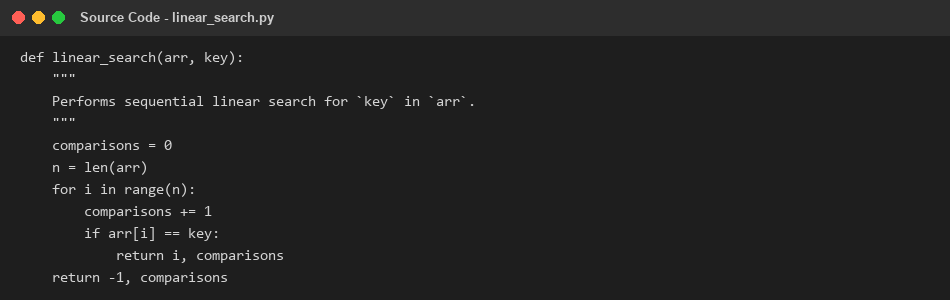 Source Code - linear_search.py
def linear_search(arr, key):
    """
    Performs sequential linear search for `key` in `arr`.
    """
    comparisons = 0
    n = len(arr)
    for i in range(n):
        comparisons += 1
        if arr[i] == key:
            return i, comparisons
    return -1, comparisons